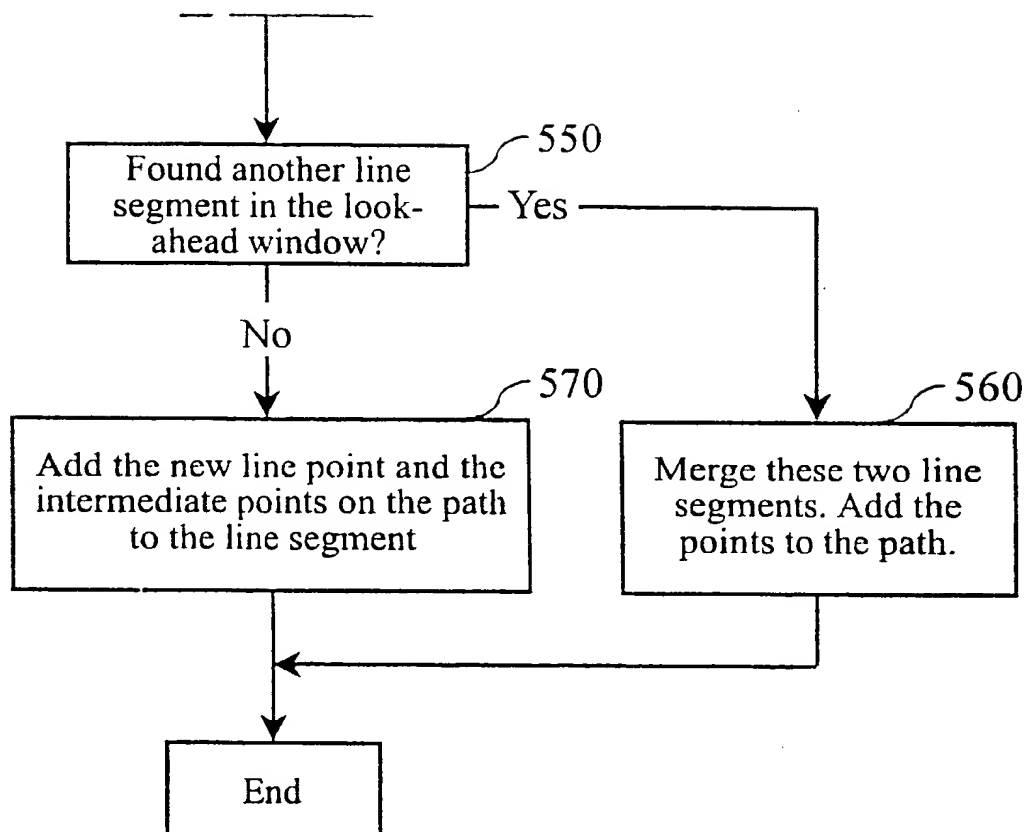 550
Found another line
segment in the look-
ahead window?
Yes
No
570
Add the new line point and the
intermediate points on the path
to the line segment
560
Merge these two line
segments. Add the
points to the path.
End